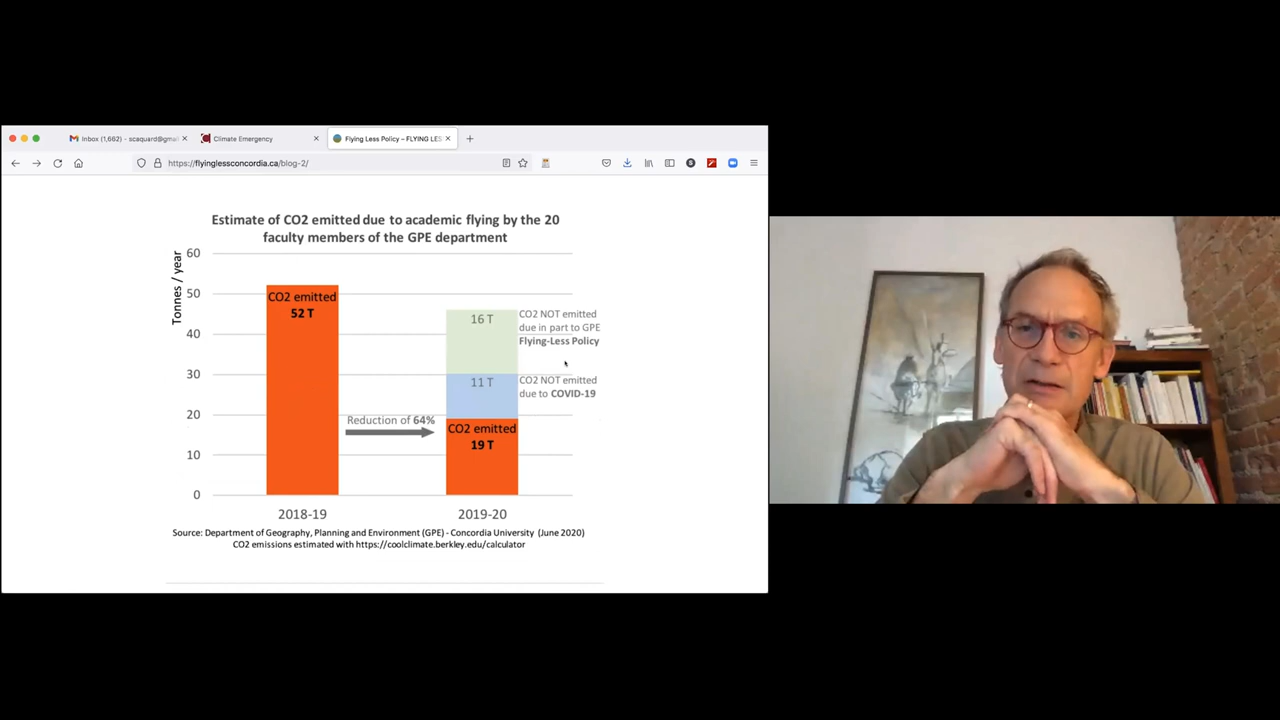 Inbox (1,662) - scaquard@gmai
Climate Emergency
Flying Less Policy – FLYING LES
https://flyinglessconcordia.ca/blog-2/
Estimate of CO2 emitted due to academic flying by the 20
faculty members of the GPE department
Tonnes / year
60
50
40
30
20
10
0
CO2 emitted
52 T
Reduction of 64%
16 T
11 T
CO2 emitted
19 T
CO2 NOT emitted
due in part to GPE
Flying-Less Policy
CO2 NOT emitted
due to COVID-19
2018-19
2019-20
Source: Department of Geography, Planning and Environment (GPE) - Concordia University (June 2020)
CO2 emissions estimated with https://coolclimate.berkley.edu/calculator